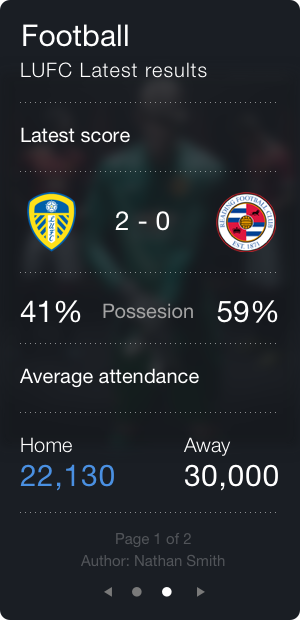 Football
LUFC Latest results
Latest score
2 - 0
READING FOOTBALL CLUB
EST. 1871
41% Possesion 59%
Average attendance
Home Away
22,130 30,000
Page 1 of 2
Author: Nathan Smith